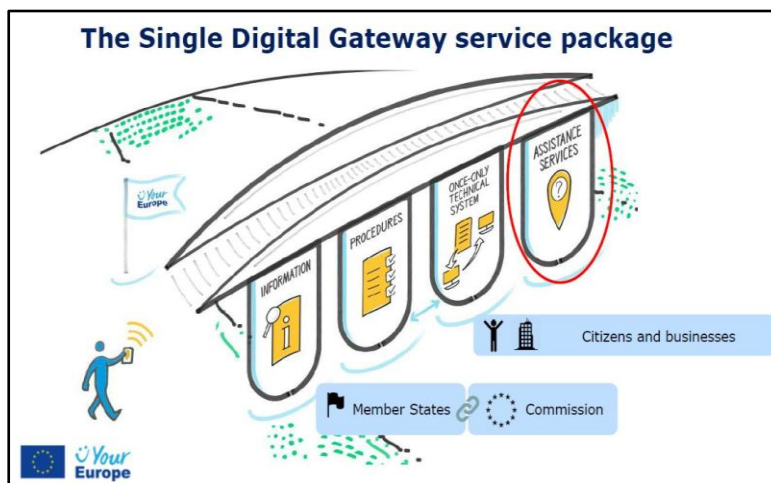 The Single Digital Gateway service package
Your
Europe
INFORMATION
PROCEDURES
ONCE-ONLY
TECHNICAL
SYSTEM
ASSISTANCE
SERVICES
?
i
Citizens and businesses
Member States
Commission
Your
Europe